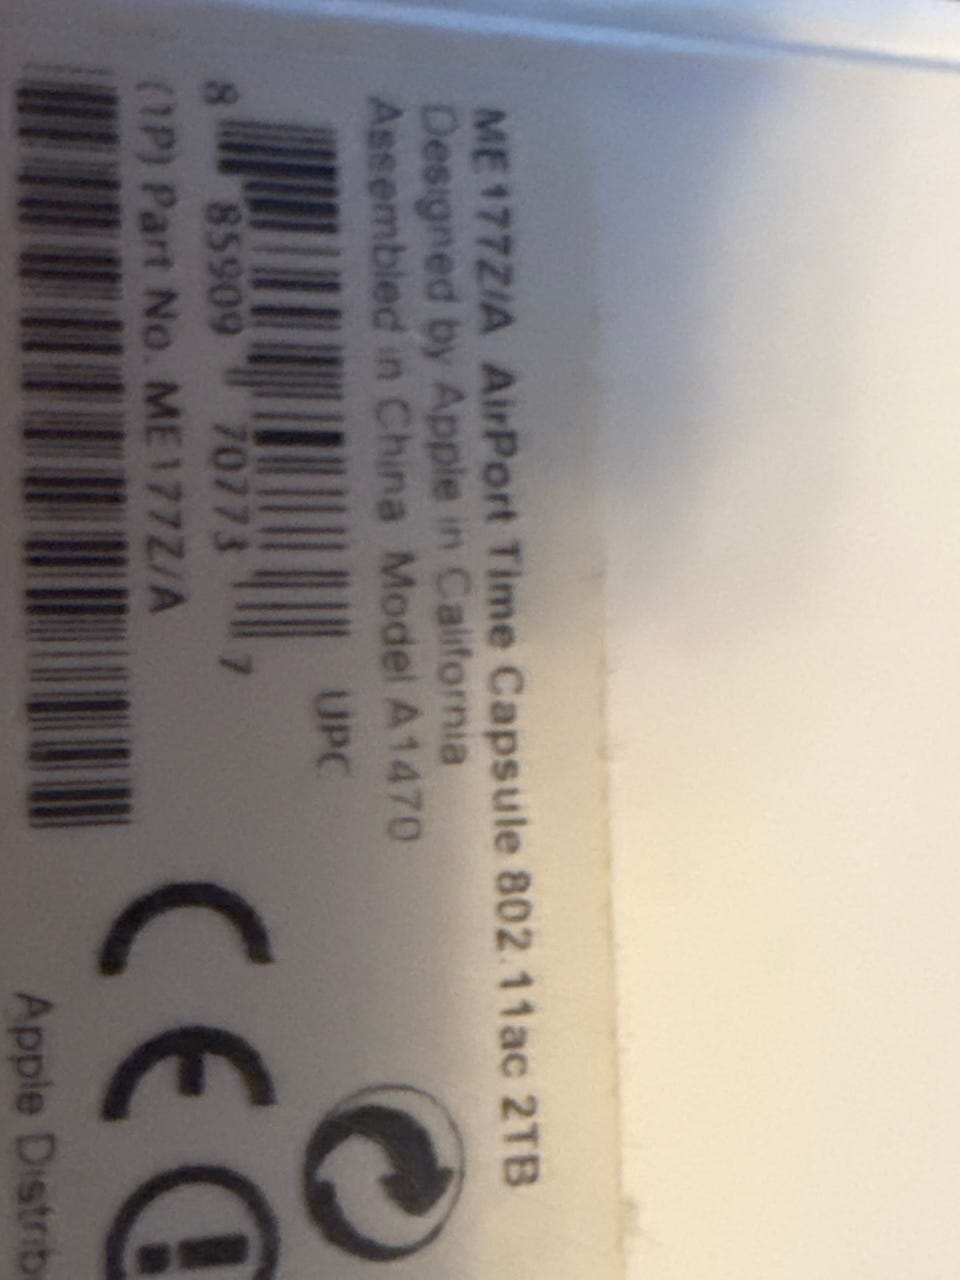 ME177Z/A AirPort Time Capsule 802.11ac 2TB
Designed by Apple in California
Assembled in China Model A1470
UPC
8 85909 70773 7
(1P) Part No. ME177Z/A
CE
Apple Distrib